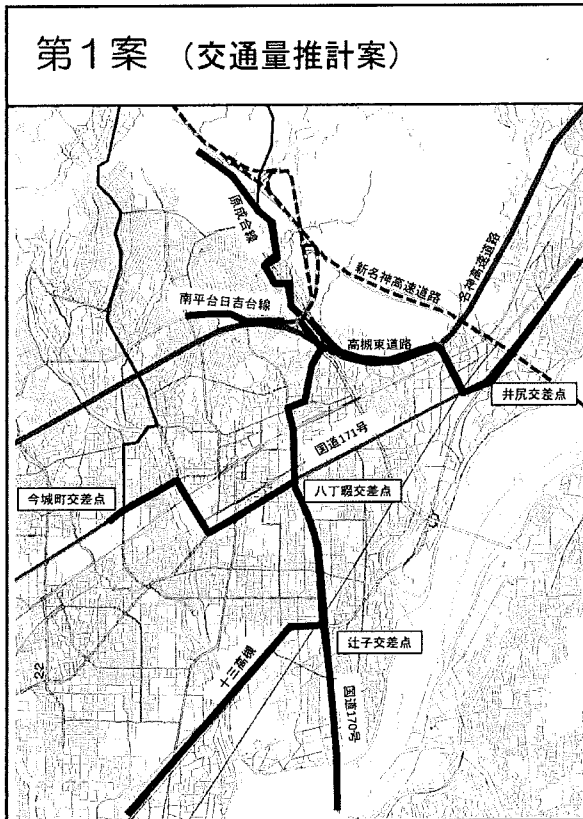 第1案 (交通量推計案)
原成合線
新名神高速道路
名神高速道路
南平台日吉台線
高槻東道路
井尻交差点
国道171号
今城町交差点
八丁畷交差点
辻子交差点
十三高槻
国道170号
22